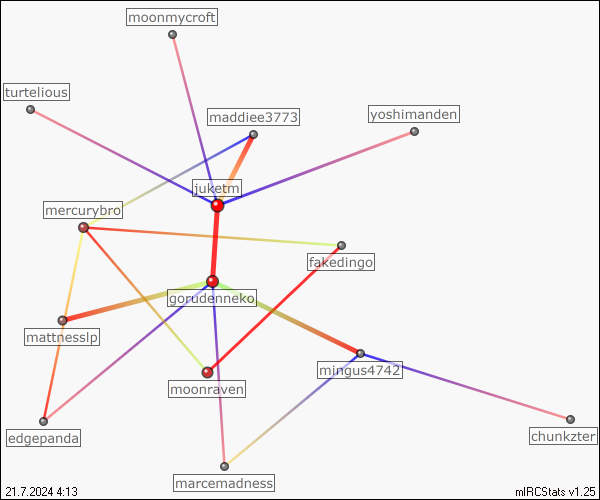 moonmycroft
turtelious
maddiee3773
yoshimanden
juketm
mercurybro
fakedingo
gorudenneko
mattnesslp
mingus4742
moonraven
edgepanda
chunkzter
marcemadness
21.7.2024 4:13
mIRCStats v1.25